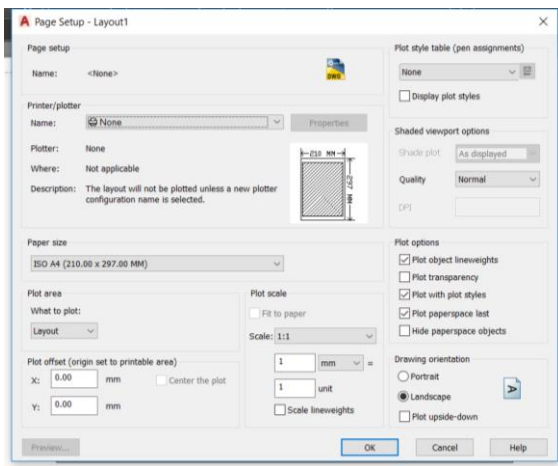 Page Setup - Layout1
Page setup
Name: <None>
DWG
Printer/plotter
Name: None Properties
Plotter: None
Where: Not applicable
Description: The layout will not be plotted unless a new plotter
configuration name is selected.
210 MM
297 MM
Paper size
ISO A4 (210.00 x 297.00 MM)
Plot area
What to plot:
Layout
Plot offset (origin set to printable area)
X: 0.00 mm Center the plot
Y: 0.00 mm
Plot scale
Fit to paper
Scale: 1:1
1 mm =
1 unit
Scale lineweights
Plot style table (pen assignments)
None
Display plot styles
Shaded viewport options
Shade plot As displayed
Quality Normal
DPI
Plot options
Plot object lineweights
Plot transparency
Plot with plot styles
Plot paperspace last
Hide paperspace objects
Drawing orientation
Portrait
Landscape
A
Plot upside-down
Preview... OK Cancel Help